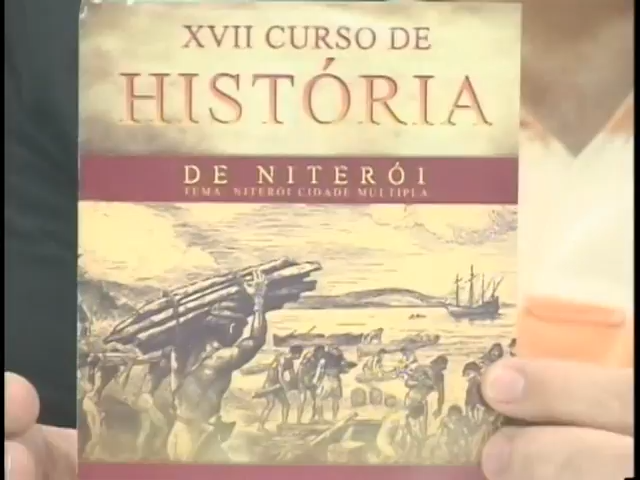 XVII CURSO DE
HISTÓRIA
DE NITERÓI
TEMA: NITERÓI CIDADE MÚLTIPLA